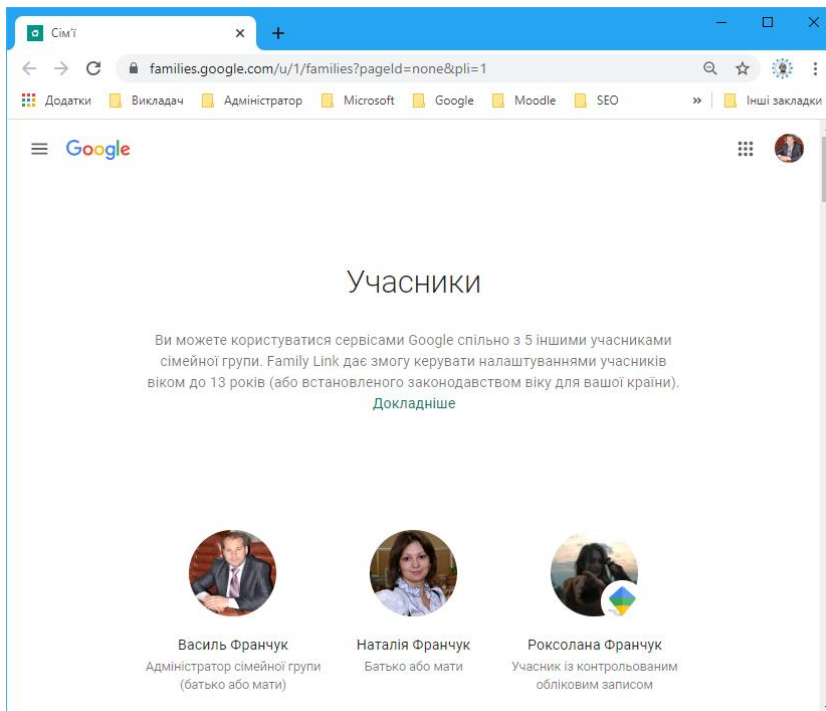 Сім'ї
families.google.com/u/1/families?pageId=none&pli=1
Додатки Викладач Адміністратор Microsoft Google Moodle SEO » Інші закладки
Google
Учасники
Ви можете користуватися сервісами Google спільно з 5 іншими учасниками
сімейної групи. Family Link дає змогу керувати налаштуваннями учасників
віком до 13 років (або встановленого законодавством віку для вашої країни).
Докладніше
Василь Франчук Наталія Франчук Роксолана Франчук
Адміністратор сімейної групи Батько або мати Учасник із контрольованим
(батько або мати) обліковим записом